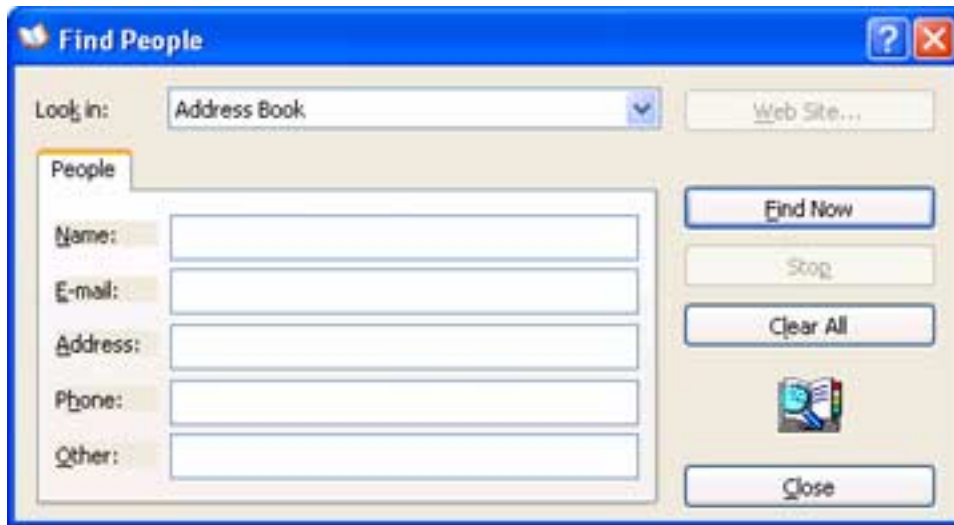 Find People
Look in: Address Book Web Site...
People
Find Now
Name:
Stop
E-mail:
Clear All
Address:
Phone:
Other:
Close